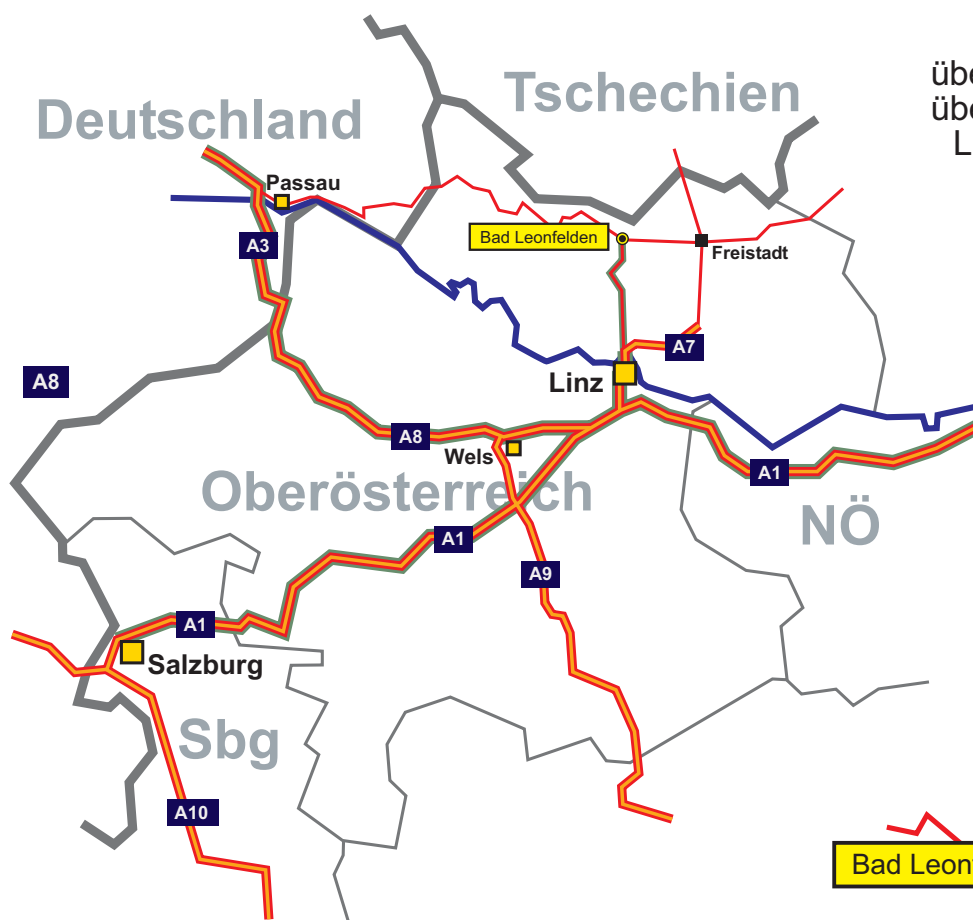 Tschechien
Deutschland
übe
übe
L
Passau
Bad Leonfelden
A3
Freistadt
A7
A8
Linz
A8
Wels
A1
Oberösterreich
NÖ
A1
A9
A1
Salzburg
Sbg
A10
Bad Leon